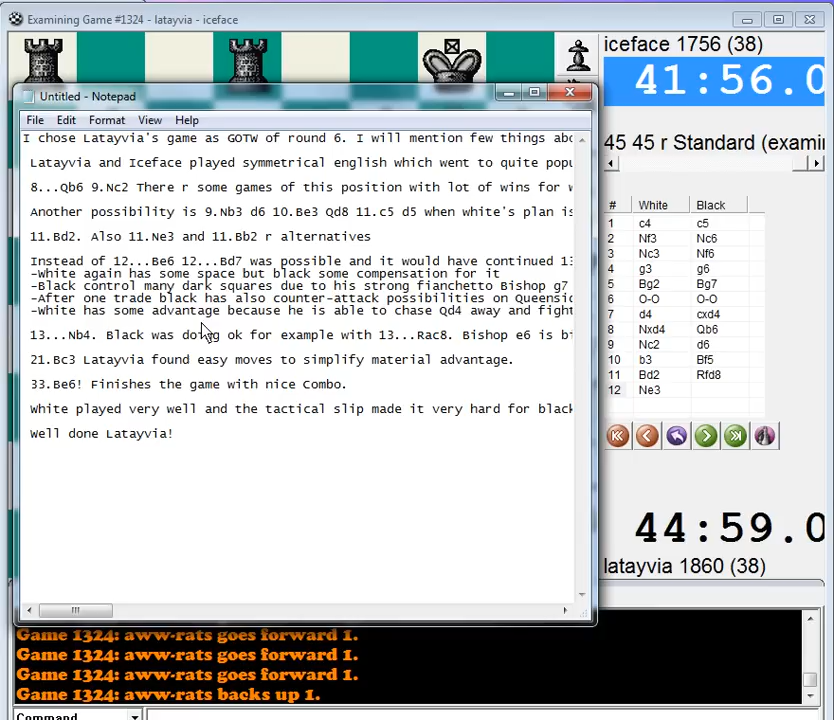 Examining Game #1324 - latayvia - iceface
iceface 1756 (38)
41:56.0
45 45 r Standard (examin
Untitled - Notepad
File Edit Format View Help
I chose Latayvia's game as GOTW of round 6. I will mention few things abo
Latayvia and Iceface played symmetrical english which went to quite popu
8...Qb6 9.Nc2 There r some games of this position with lot of wins for w
Another possibility is 9.Nb3 d6 10.Be3 Qd8 11.c5 d5 when white's plan is
11.Bd2. Also 11.Ne3 and 11.Bb2 r alternatives
Instead of 12...Be6 12...Bd7 was possible and it would have continued 13
-White again has some space but black some compensation for it
-Black control many dark squares due to his strong fianchetto Bishop g7
-After one trade black has also counter-attack possibilities on Queensid
-White has some advantage because he is able to chase Qd4 away and fight
13...Nb4. Black was doing ok for example with 13...Rac8. Bishop e6 is bi
21.Bc3 Latayvia found easy moves to simplify material advantage.
33.Be6! Finishes the game with nice Combo.
White played very well and the tactical slip made it very hard for black
Well done Latayvia!
# White Black
1 c4 c5
2 Nf3 Nc6
3 Nc3 Nf6
4 g3 g6
5 Bg2 Bg7
6 O-O O-O
7 d4 cxd4
8 Nxd4 Qb6
9 Nc2 d6
10 b3 Bf5
11 Bd2 Rfd8
12 Ne3
44:59.0
latayvia 1860 (38)
Game 1324: aww-rats goes forward 1.
Game 1324: aww-rats goes forward 1.
Game 1324: aww-rats goes forward 1.
Game 1324: aww-rats backs up 1.
Command